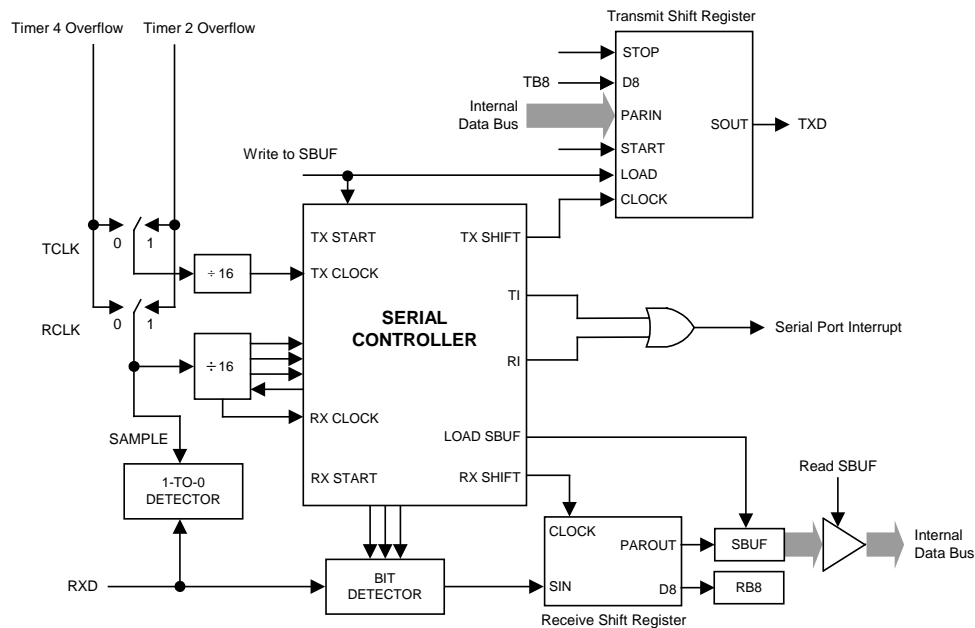 Transmit Shift Register
Timer 4 Overflow
Timer 2 Overflow
STOP
TB8
D8
Internal
Data Bus
PARIN
SOUT
TXD
START
Write to SBUF
LOAD
CLOCK
TCLK
0
1
÷ 16
TX START
TX SHIFT
TX CLOCK
TI
SERIAL
CONTROLLER
Serial Port Interrupt
RCLK
0
1
÷ 16
RI
RX CLOCK
LOAD SBUF
SAMPLE
RX START
RX SHIFT
Read SBUF
1-TO-0
DETECTOR
CLOCK
PAROUT
SBUF
Internal
Data Bus
RXD
BIT
DETECTOR
SIN
D8
RB8
Receive Shift Register